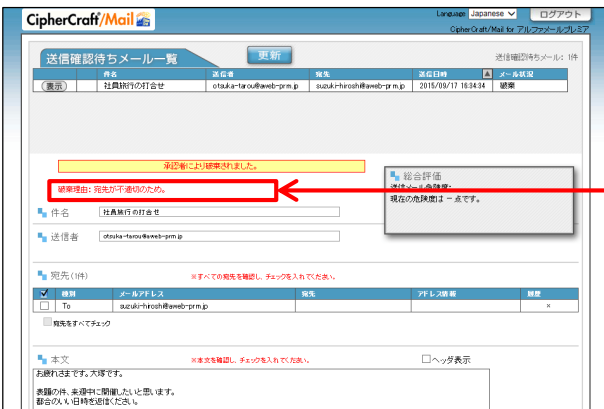 CipherCraft/Mail
Language Japanese
ログアウト
CipherCraft/Mail for アルファメールプレミア
送信確認待ちメール一覧
更新
送信確認待ちメール: 1件
件名 送信者 宛先 送信日時 メール状況
表示 社員旅行の打合せ otsuka-tarou@aweb-prm.jp suzuki-hiroshi@aweb-prm.jp 2015/09/17 16:34:34 破棄
承認者により破棄されました。
破棄理由: 宛先が不適切のため。
総合評価
送信メール危険度:
現在の危険度は － 点です。
件名 社員旅行の打合せ
送信者 otsuka-tarou@aweb-prm.jp
宛先(1件) ※すべての宛先を確認し、チェックを入れてください。
種別 メールアドレス 宛先 アドレス情報 履歴
To suzuki-hiroshi@aweb-prm.jp ×
宛先をすべてチェック
本文 ※本文を確認し、チェックを入れてください。 ヘッダ表示
お疲れさまです。大塚です。
表題の件、来週中に開催したいと思います。
都合のいい日時を返信ください。